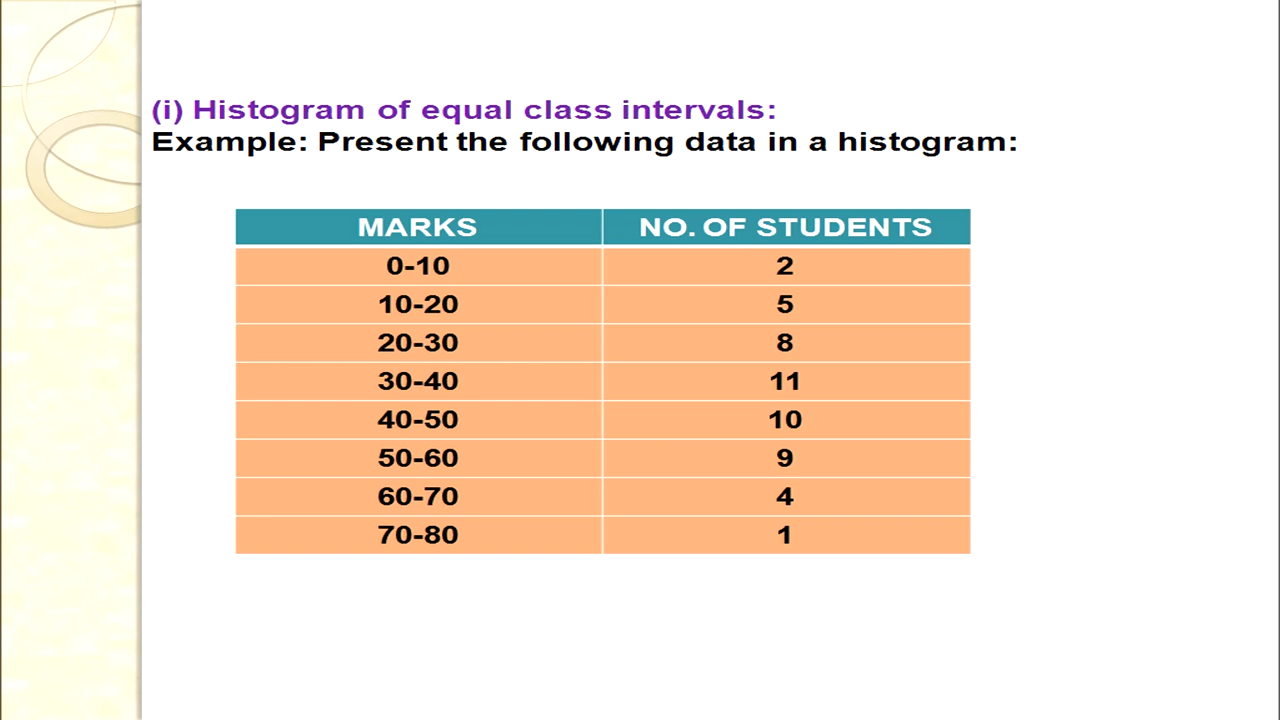 (i) Histogram of equal class intervals:
Example: Present the following data in a histogram:
MARKS NO. OF STUDENTS
0-10 2
10-20 5
20-30 8
30-40 11
40-50 10
50-60 9
60-70 4
70-80 1